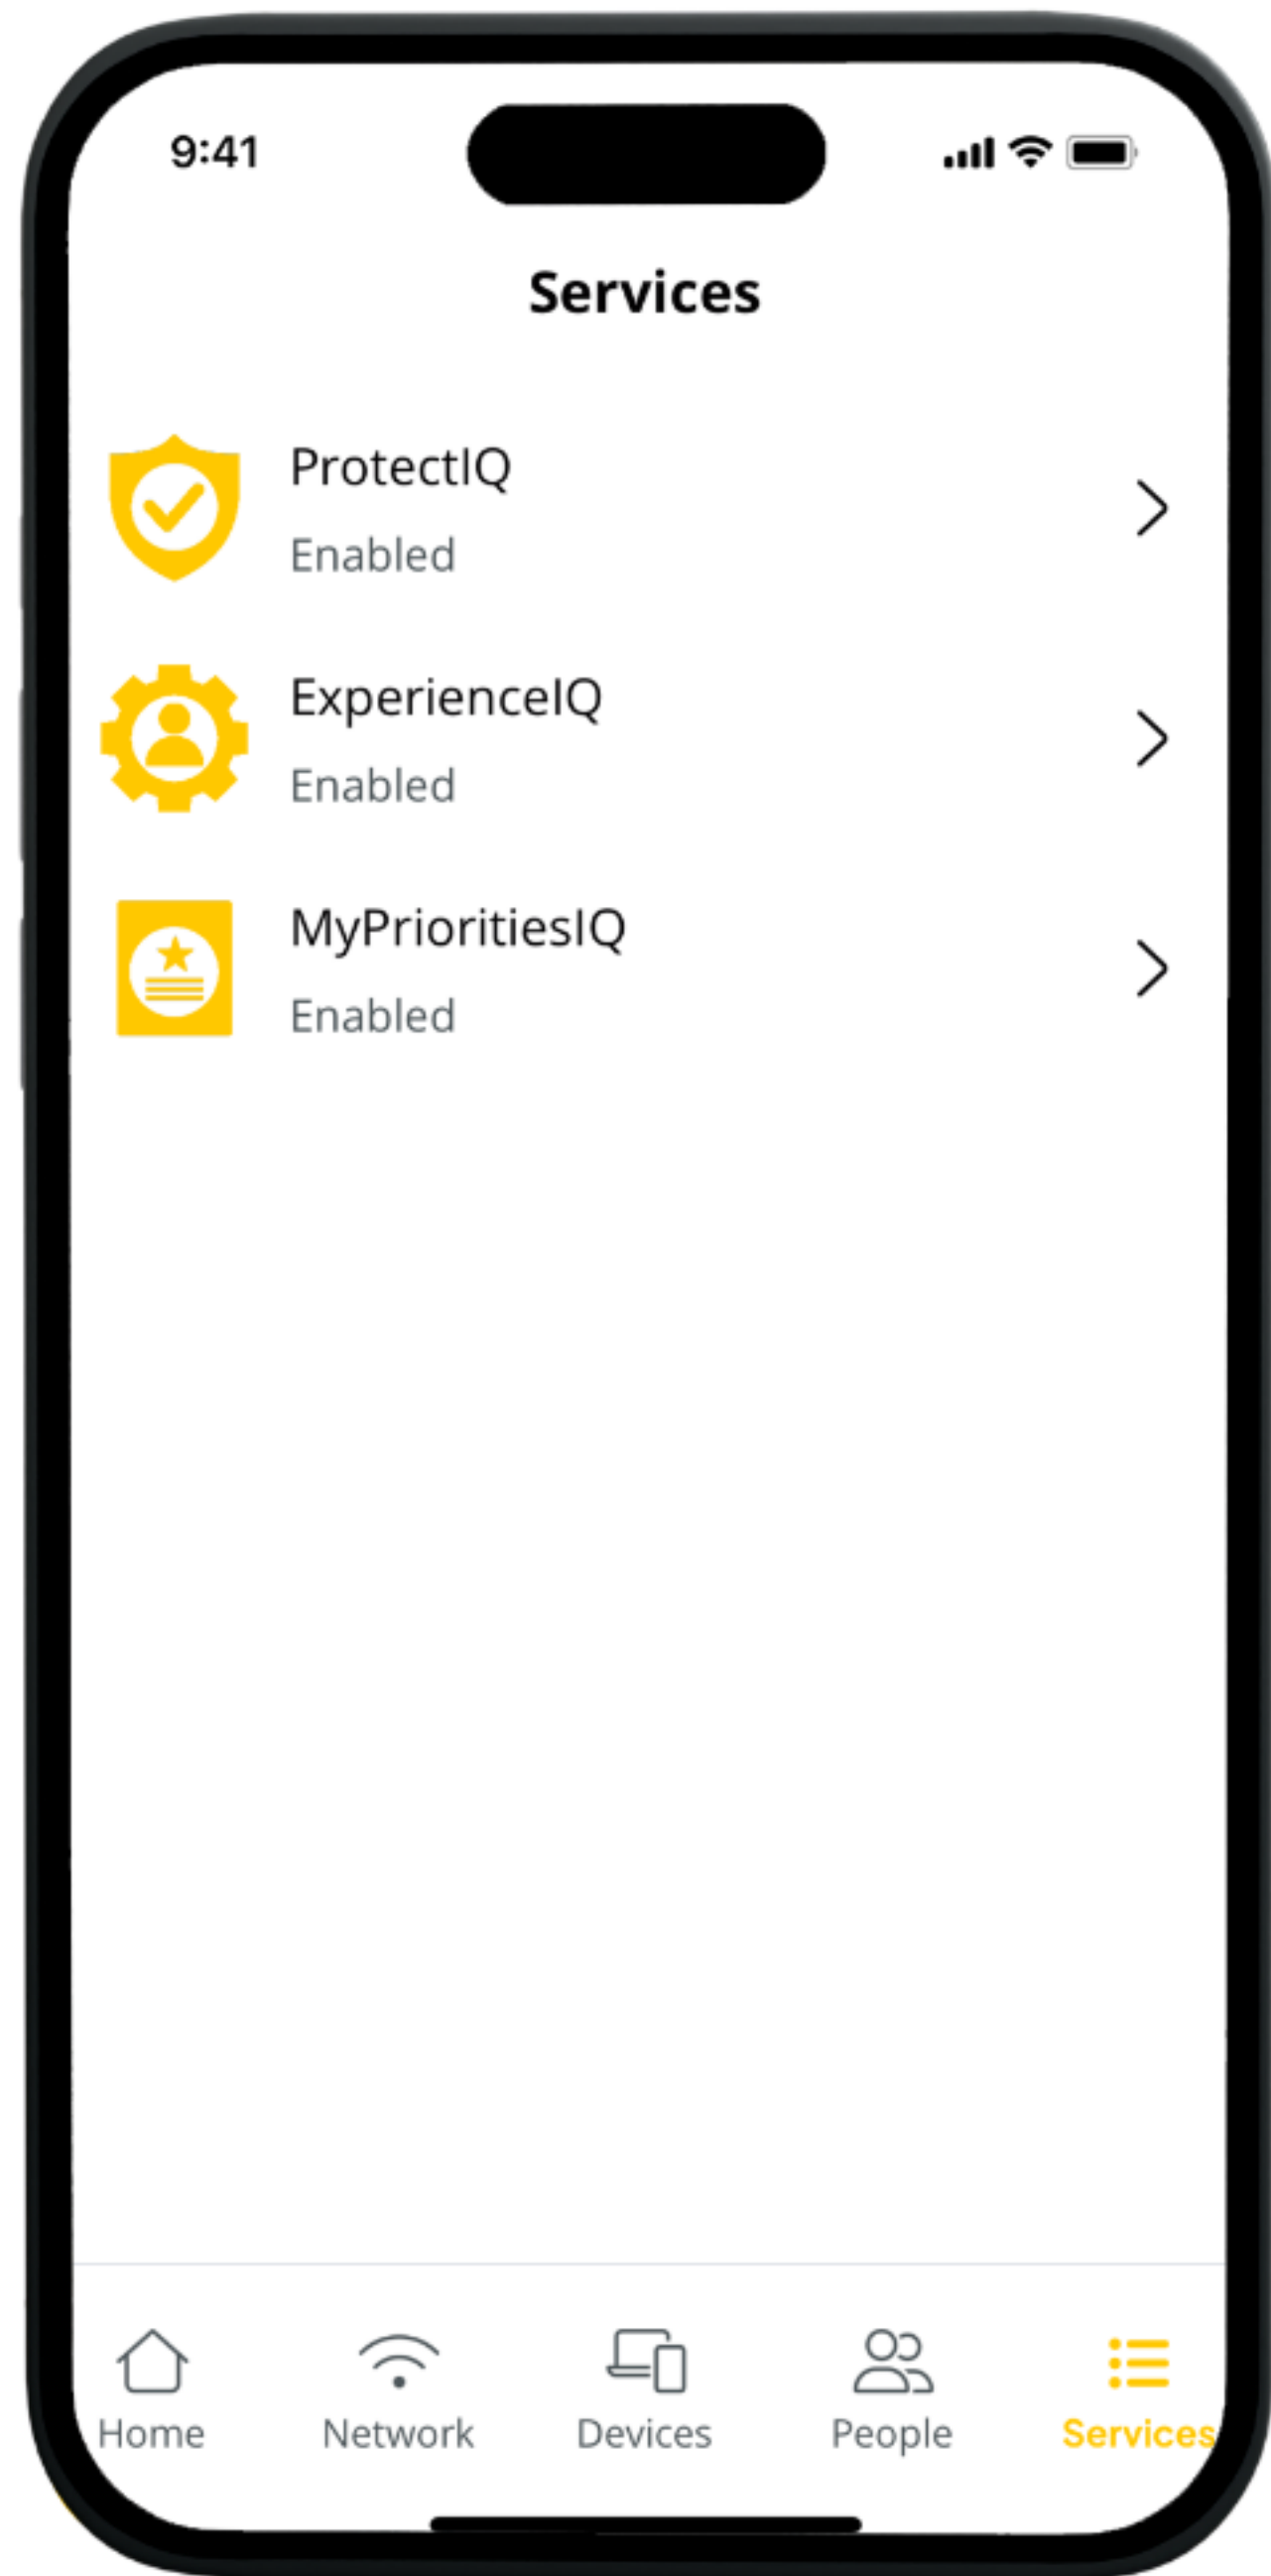 9:41
Services
ProtectIQ
Enabled
ExperienceIQ
Enabled
MyPrioritiesIQ
Enabled
Home Network Devices People Services